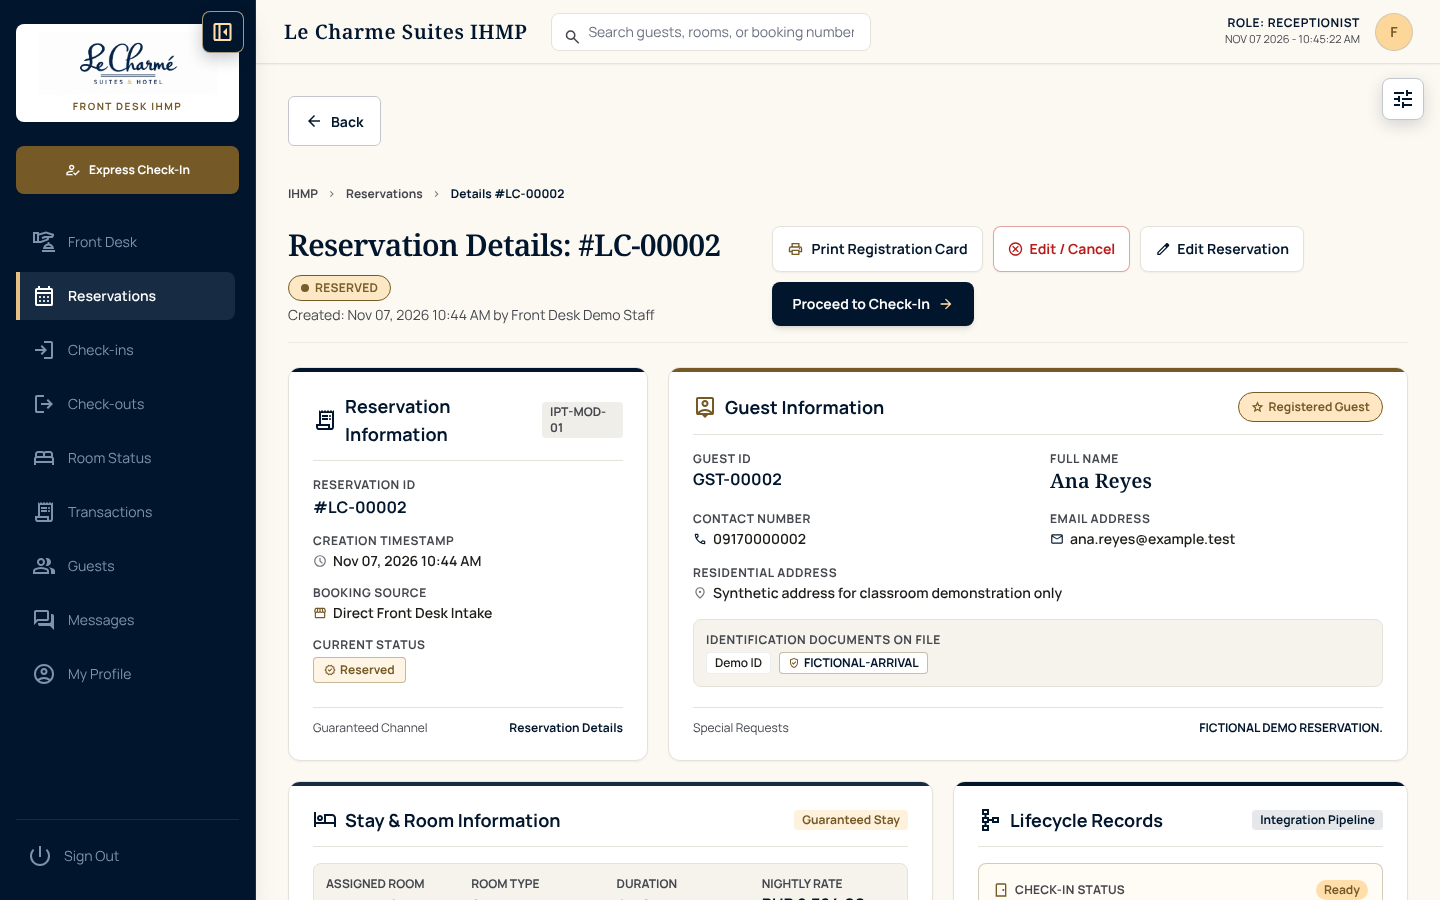 Le Charmé
SUITES & HOTEL
FRONT DESK IHMP
Express Check-In
Front Desk
Reservations
Check-ins
Check-outs
Room Status
Transactions
Guests
Messages
My Profile
Sign Out
Le Charme Suites IHMP
Search guests, rooms, or booking number
ROLE: RECEPTIONIST
NOV 07 2026 - 10:45:22 AM
F
Back
IHMP > Reservations > Details #LC-00002
Reservation Details: #LC-00002
RESERVED
Created: Nov 07, 2026 10:44 AM by Front Desk Demo Staff
Print Registration Card
Edit / Cancel
Edit Reservation
Proceed to Check-In
Reservation
Information
IPT-MOD-
01
RESERVATION ID
#LC-00002
CREATION TIMESTAMP
Nov 07, 2026 10:44 AM
BOOKING SOURCE
Direct Front Desk Intake
CURRENT STATUS
Reserved
Guaranteed Channel
Reservation Details
Guest Information
Registered Guest
GUEST ID
GST-00002
FULL NAME
Ana Reyes
CONTACT NUMBER
09170000002
EMAIL ADDRESS
ana.reyes@example.test
RESIDENTIAL ADDRESS
Synthetic address for classroom demonstration only
IDENTIFICATION DOCUMENTS ON FILE
Demo ID
FICTIONAL-ARRIVAL
Special Requests
FICTIONAL DEMO RESERVATION.
Stay & Room Information
Guaranteed Stay
ASSIGNED ROOM
ROOM TYPE
DURATION
NIGHTLY RATE
Lifecycle Records
Integration Pipeline
CHECK-IN STATUS
Ready